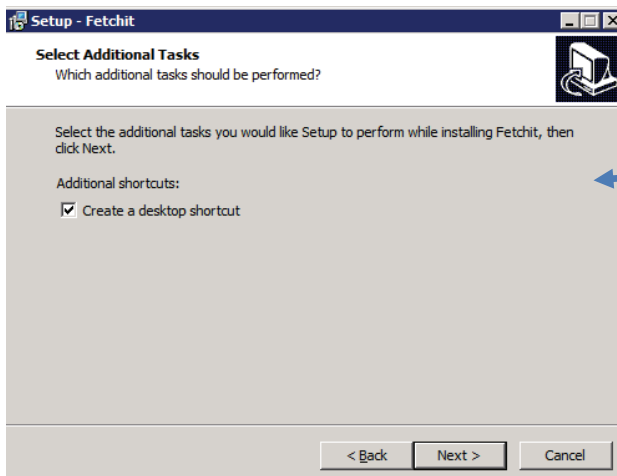 Setup - Fetchit
Select Additional Tasks
Which additional tasks should be performed?
Select the additional tasks you would like Setup to perform while installing Fetchit, then
click Next.
Additional shortcuts:
Create a desktop shortcut
< Back
Next >
Cancel